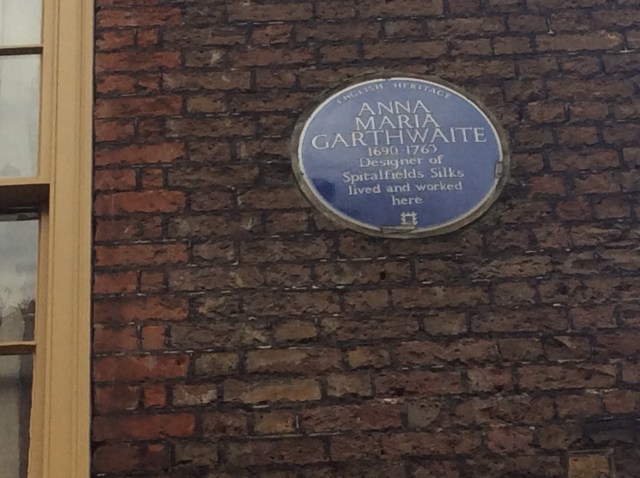 ENGLISH HERITAGE
ANNA
MARIA
GARTHWAITE
1690-1763
Designer of
Spitalfields Silks
lived and worked
here